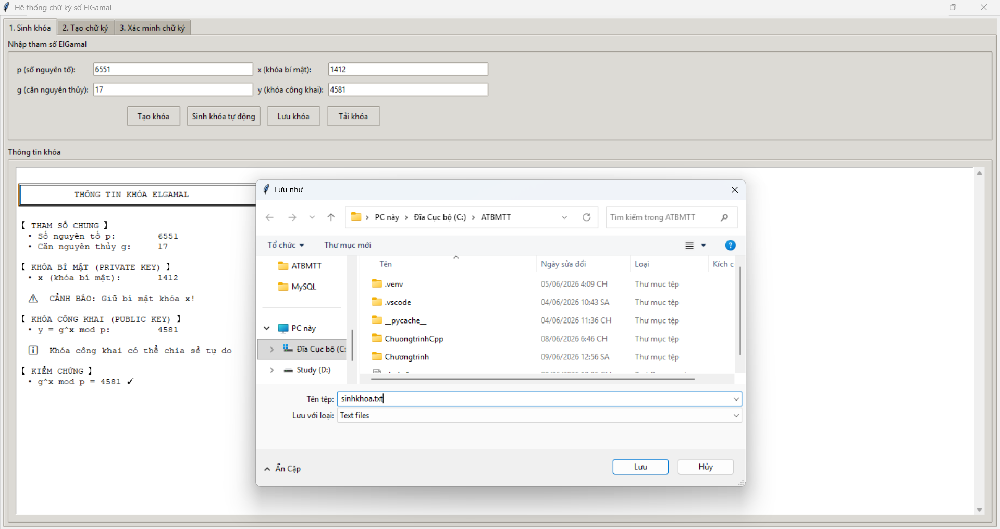 Hệ thống chữ ký số ElGamal
1. Sinh khóa
2. Tạo chữ ký
3. Xác minh chữ ký
Nhập tham số ElGamal
p (số nguyên tố):
6551
x (khóa bí mật):
1412
g (căn nguyên thủy):
17
y (khóa công khai):
4581
Tạo khóa
Sinh khóa tự động
Lưu khóa
Tải khóa
Thông tin khóa
THÔNG TIN KHÓA ELGAMAL
【 THAM SỐ CHUNG 】
• Số nguyên tố p: 6551
• Căn nguyên thủy g: 17
【 KHÓA BÍ MẬT (PRIVATE KEY) 】
• x (khóa bí mật): 1412
⚠ CẢNH BÁO: Giữ bí mật khóa x!
【 KHÓA CÔNG KHAI (PUBLIC KEY) 】
• y = g^x mod p: 4581
i Khóa công khai có thể chia sẻ tự do
【 KIỂM CHỨNG 】
• g^x mod p = 4581 ✓
Lưu như
PC này
Đĩa Cục bộ (C:)
ATBMTT
Tìm kiếm trong ATBMTT
Tổ chức
Thư mục mới
?
ATBMTT
MySQL
PC này
Đĩa Cục bộ (C:
Study (D:)
Tên
Ngày sửa đổi
Loại
Kích c
.venv 05/06/2026 4:09 CH Thư mục tệp
.vscode 04/06/2026 10:43 SA Thư mục tệp
__pycache__ 04/06/2026 11:36 CH Thư mục tệp
ChuongtrinhCpp 08/06/2026 6:46 CH Thư mục tệp
Chươngtrình 09/06/2026 12:56 SA Thư mục tệp
Tên tệp: sinhkhoa.txt
Lưu với loại: Text files
Ẩn Cặp
Lưu
Hủy